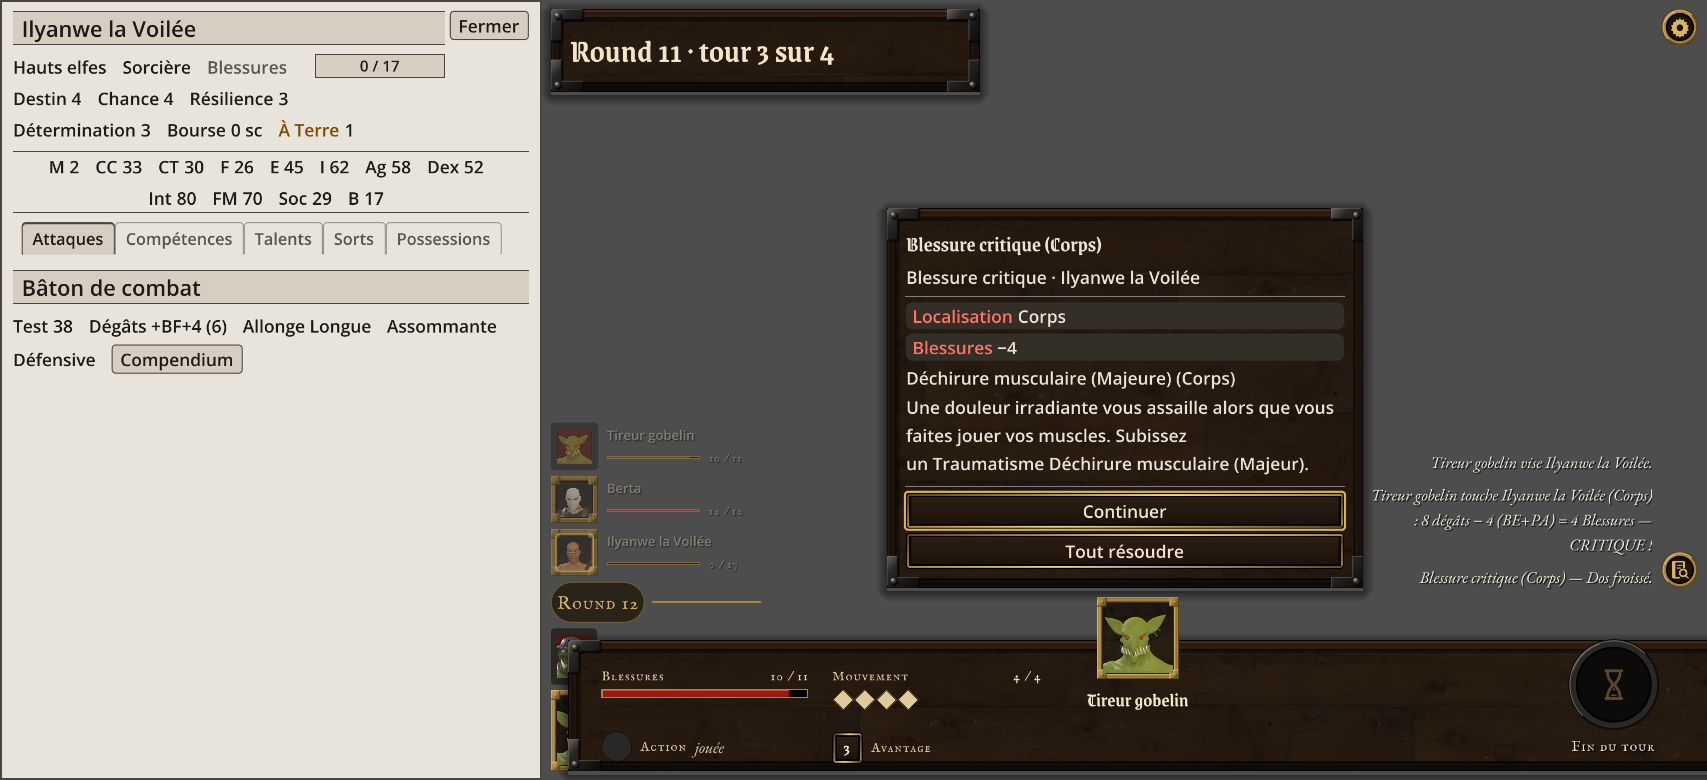 Ilyanwe la Voilée
Fermer
Hauts elfes Sorcière Blessures 0 / 17
Destin 4 Chance 4 Résilience 3
Détermination 3 Bourse 0 sc À Terre 1
M 2 CC 33 CT 30 F 26 E 45 I 62 Ag 58 Dex 52
Int 80 FM 70 Soc 29 B 17
Attaques Compétences Talents Sorts Possessions
Bâton de combat
Test 38 Dégâts +BF+4 (6) Allonge Longue Assommante
Défensive Compendium
Round 11 · tour 3 sur 4
Blessure critique (Corps)
Blessure critique · Ilyanwe la Voilée
Localisation Corps
Blessures −4
Déchirure musculaire (Majeure) (Corps)
Une douleur irradiante vous assaille alors que vous
faites jouer vos muscles. Subissez
un Traumatisme Déchirure musculaire (Majeur).
Continuer
Tout résoudre
Tireur gobelin
10 / 11
Berta
12 / 12
Ilyanwe la Voilée
0 / 17
Round 12
Tireur gobelin vise Ilyanwe la Voilée.
Tireur gobelin touche Ilyanwe la Voilée (Corps)
: 8 dégâts − 4 (BE+PA) = 4 Blessures —
CRITIQUE !
Blessure critique (Corps) — Dos froissé.
Blessures 10 / 11
Mouvement 4 / 4
Action jouée
3 Avantage
Tireur gobelin
Fin du tour